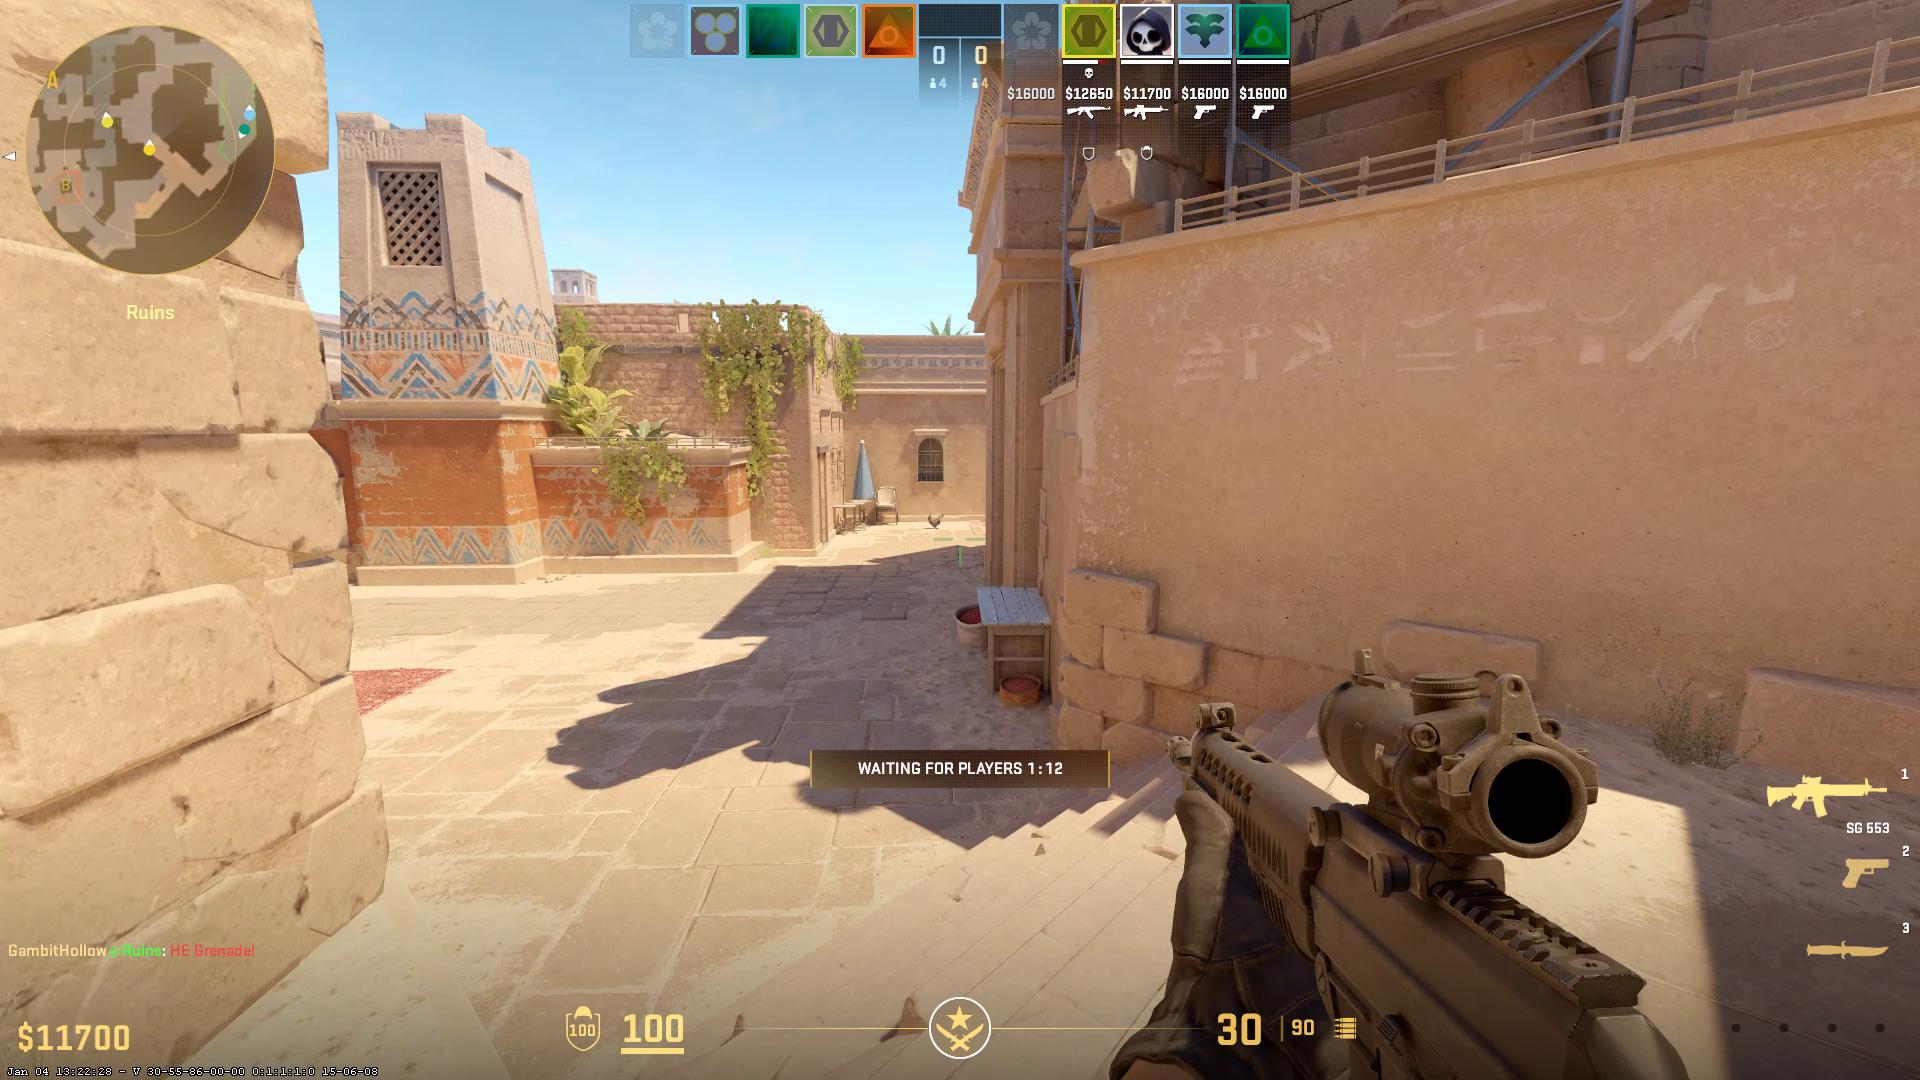 A
B
Ruins
0 0
4 4
$16000 $12650 $11700 $16000 $16000
WAITING FOR PLAYERS 1:12
1
SG 553
2
3
GambitHollow @ Ruins: HE Grenade!
$11700
100 100
30 | 90
Jan 04 13:22:28 - V 30-55-86-00-00 0:1:1:1:0 15-06-08